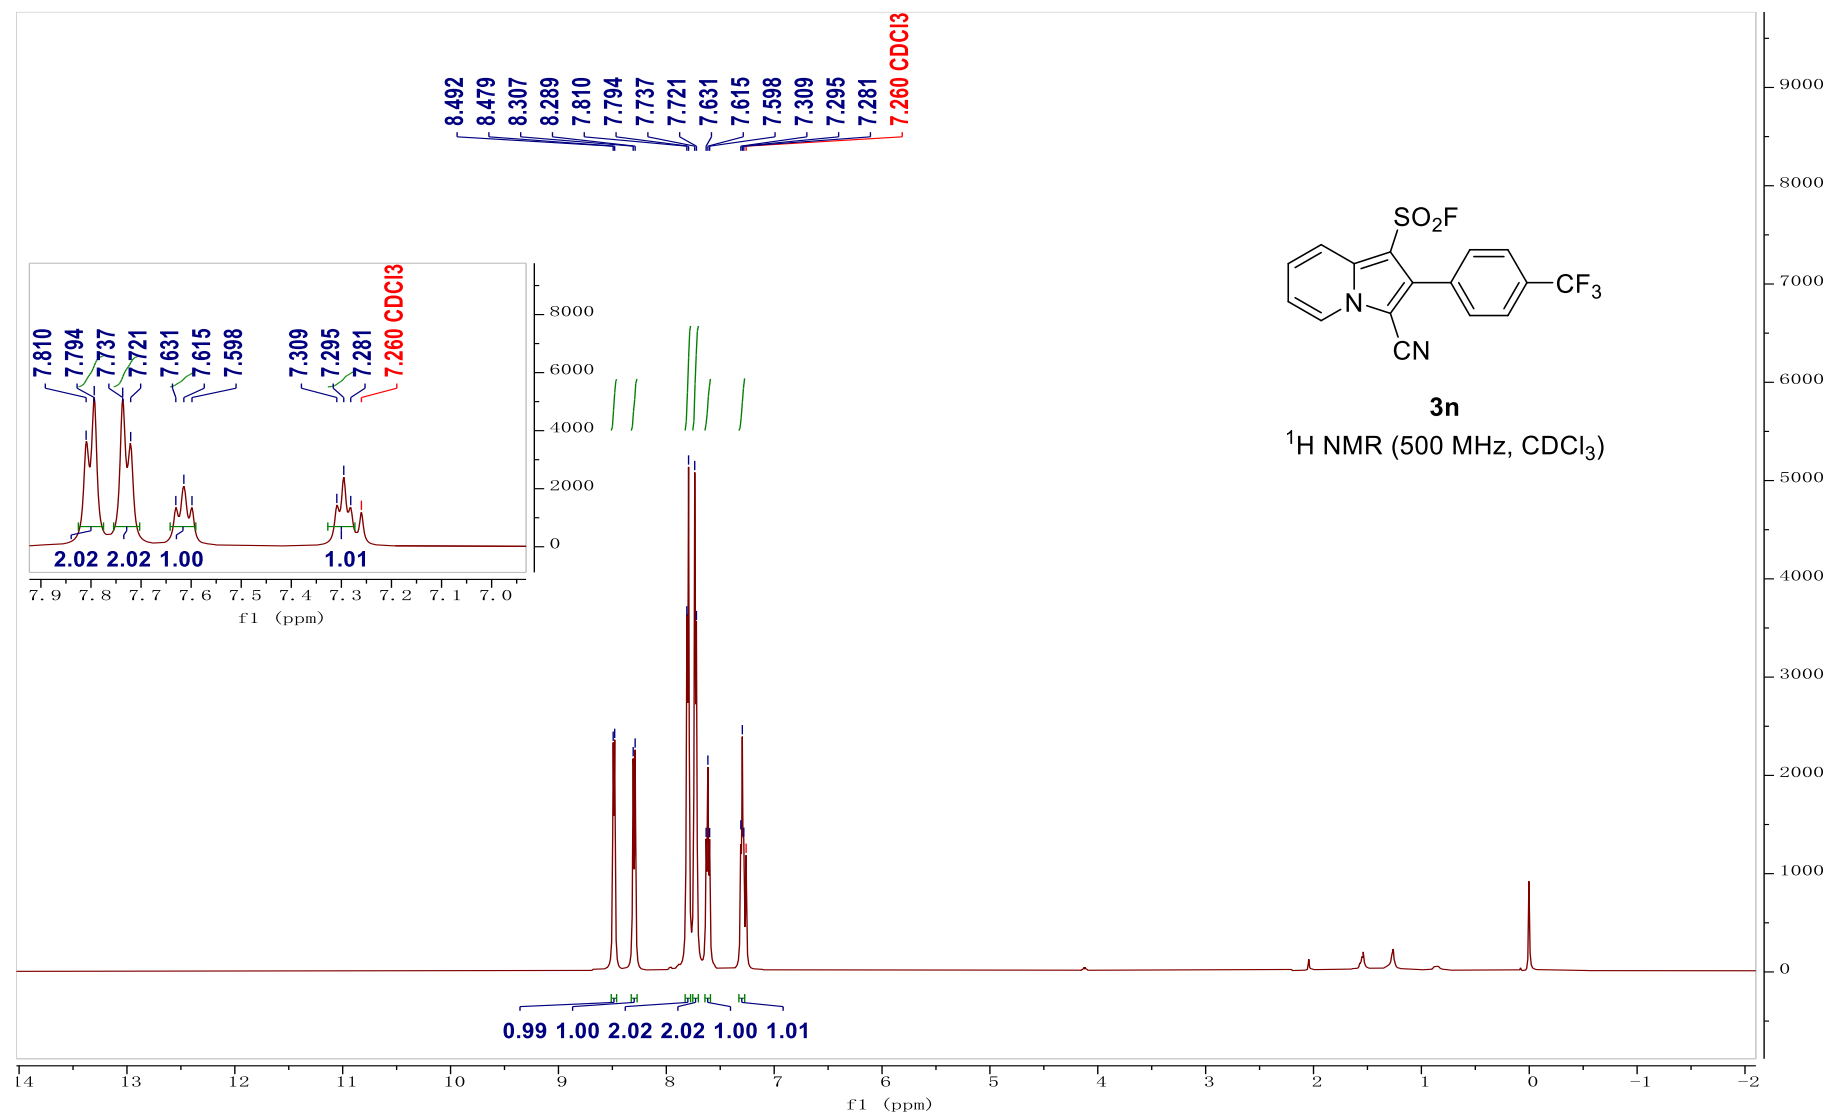 8.492
8.479
8.307
8.289
7.810
7.794
7.737
7.721
7.631
7.615
7.598
7.309
7.295
7.281
7.260 CDCl3
9000
8000
7000
6000
5000
4000
3000
2000
1000
0
7.810
7.794
7.737
7.721
7.631
7.615
7.598
7.309
7.295
7.281
7.260 CDCl3
8000
6000
4000
2000
0
2.02 2.02 1.00 1.01
7.9 7.8 7.7 7.6 7.5 7.4 7.3 7.2 7.1 7.0
f1 (ppm)
SO2F
CF3
N
CN
3n
1H NMR (500 MHz, CDCl3)
0.99 1.00 2.02 2.02 1.00 1.01
14 13 12 11 10 9 8 7 6 5 4 3 2 1 0 -1 -2
f1 (ppm)